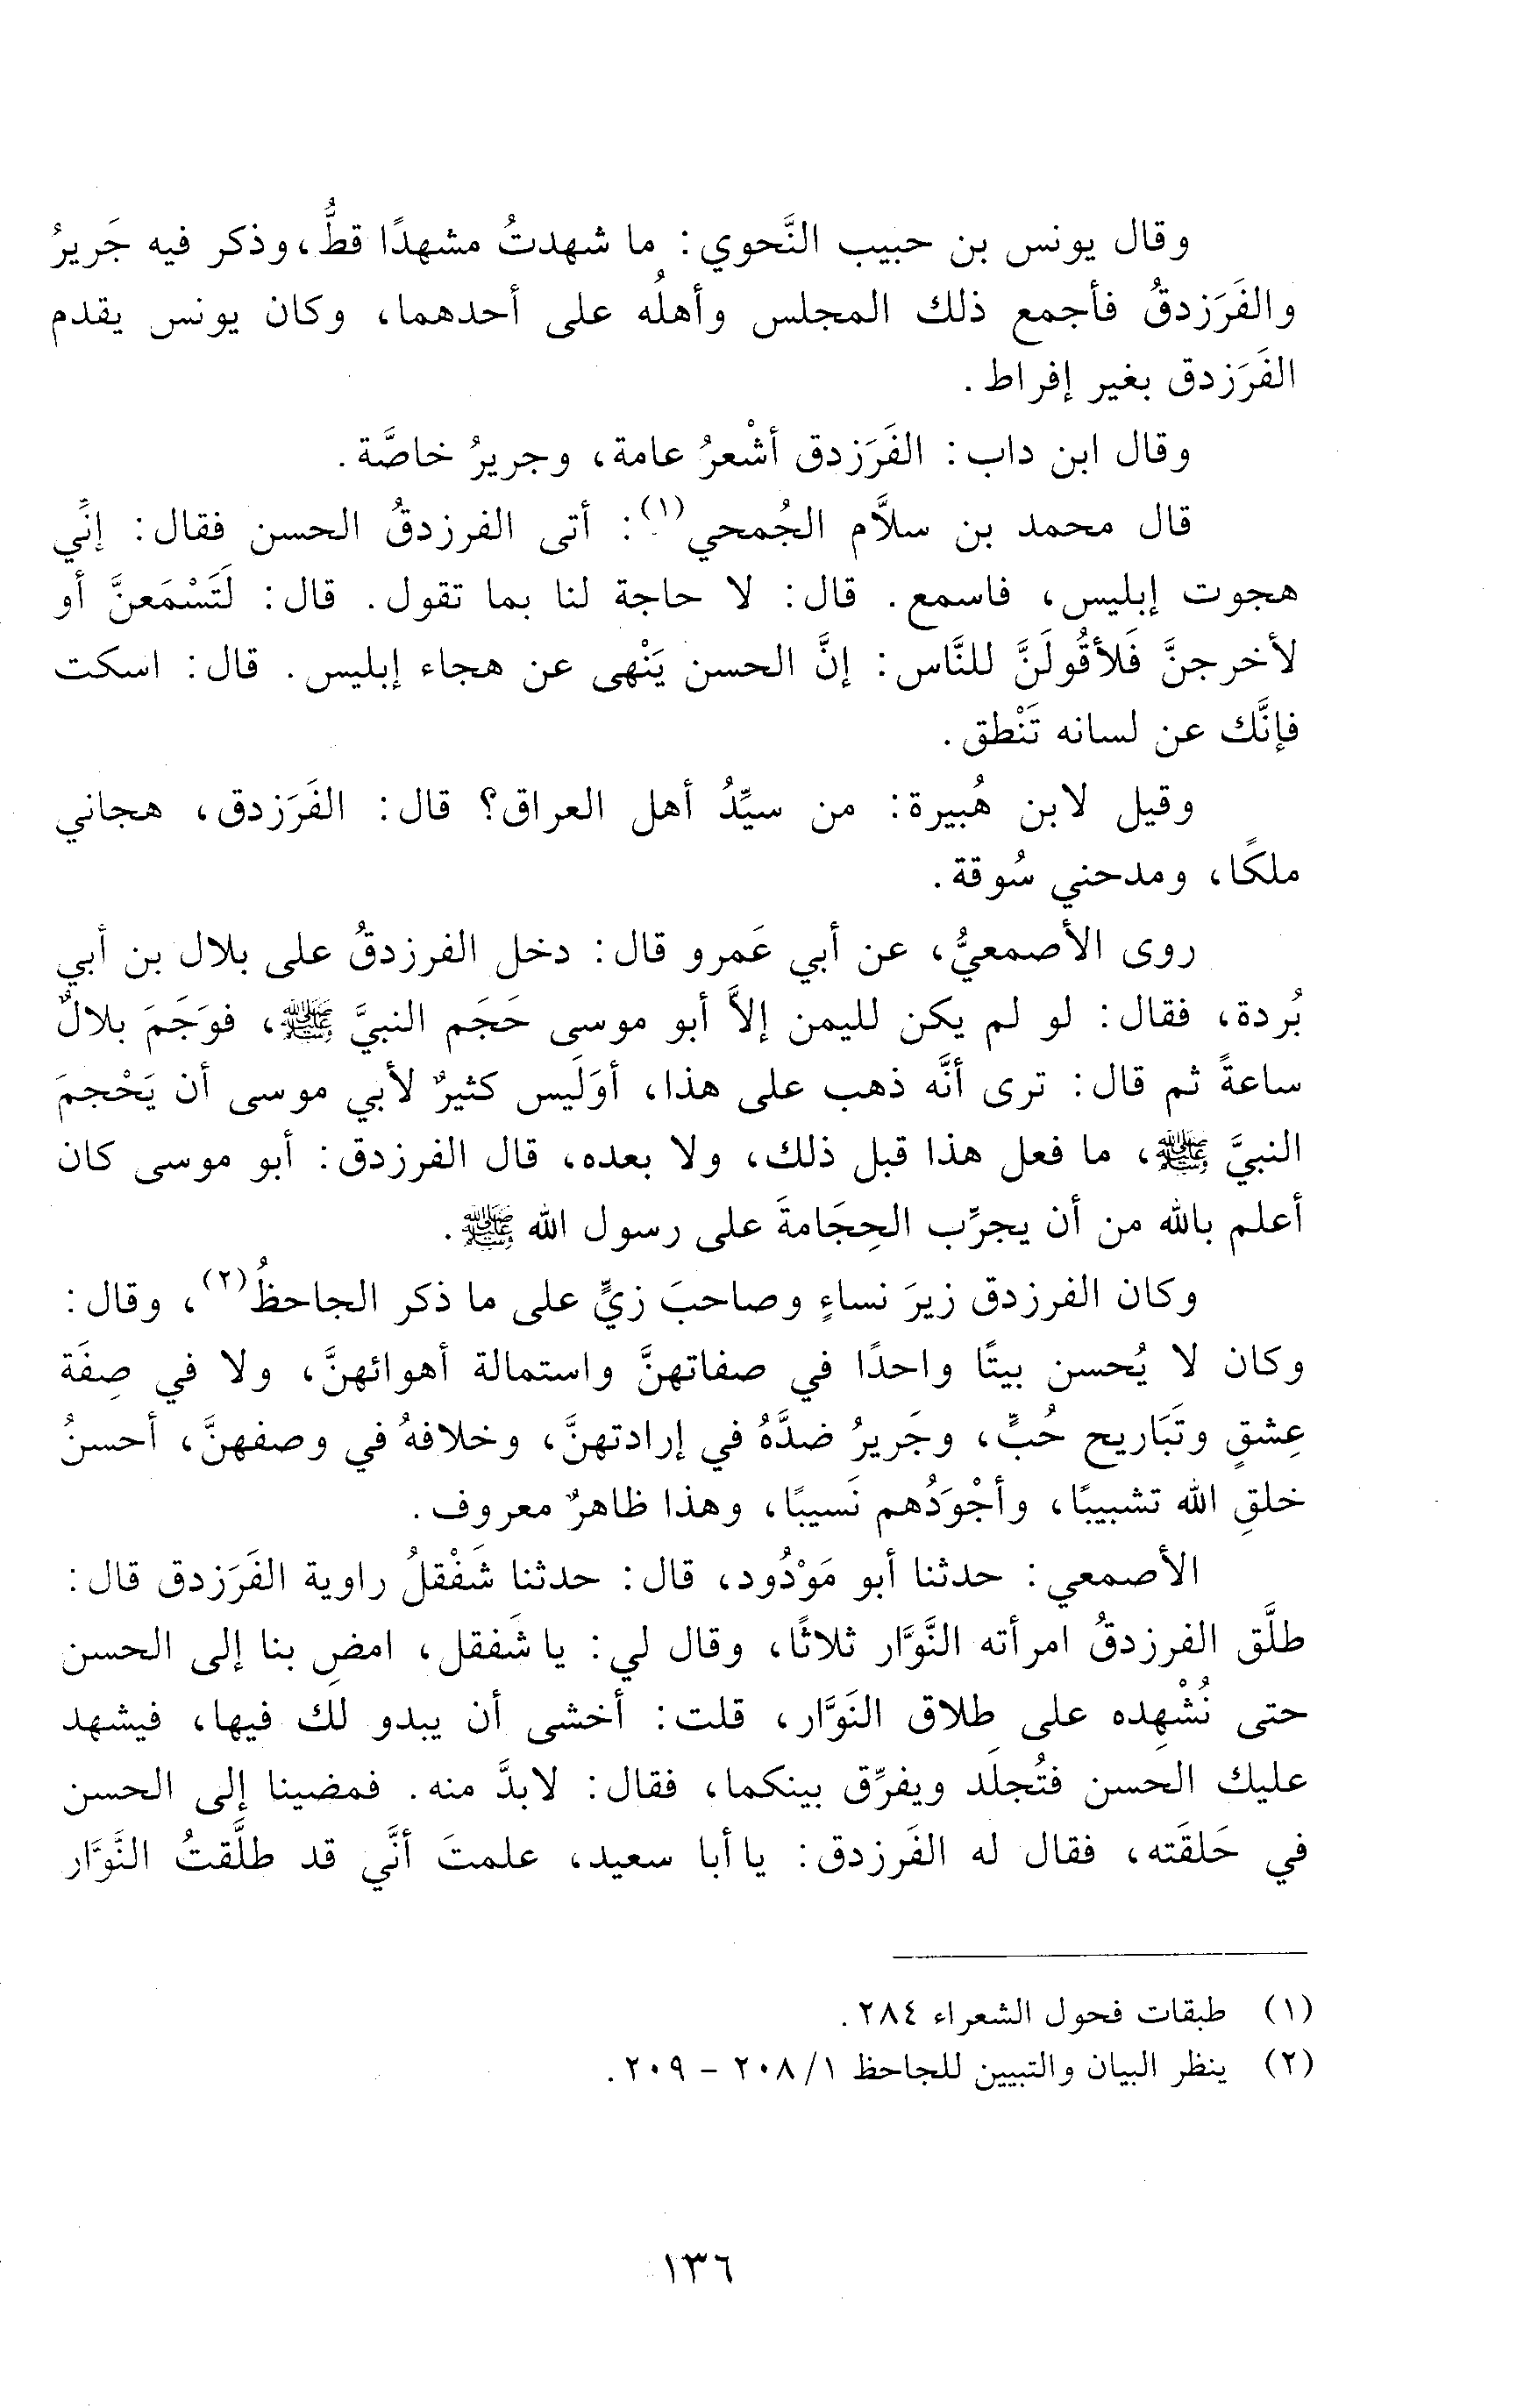 وقال يونس بن حبيب النَّحوي: ما شهدتُ مشهدًا قطُّ، وذكر فيه جَريرُ
والفَرَزدقُ فأجمع ذلك المجلس وأهلُه على أحدهما، وكان يونس يقدم
الفَرَزدق بغير إفراط.
وقال ابن داب: الفَرَزدق أشْعرُ عامة، وجريرُ خاصَّة.
قال محمد بن سلاَّم الجُمحي(١): أتى الفرزدقُ الحسن فقال: إنِّي
هجوت إبليس، فاسمع. قال: لا حاجة لنا بما تقول. قال: لَتَسْمَعنَّ أو
لأخرجنَّ فَلأقُولَنَّ للنَّاس: إنَّ الحسن يَنْهى عن هجاء إبليس. قال: اسكت
فإنَّك عن لسانه تَنْطق.
وقيل لابن هُبيرة: من سيِّدُ أهل العراق؟ قال: الفَرَزدق، هجاني
ملكًا، ومدحني سُوقة.
روى الأصمعيُّ، عن أبي عَمرو قال: دخل الفرزدقُ على بلال بن أبي
بُردة، فقال: لو لم يكن لليمن إلاَّ أبو موسى حَجَم النبيَّ ﷺ، فوَجَمَ بلالٌ
ساعةً ثم قال: ترى أنَّه ذهب على هذا، أوَلَيس كثيرٌ لأبي موسى أن يَحْجمَ
النبيَّ ﷺ، ما فعل هذا قبل ذلك، ولا بعده، قال الفرزدق: أبو موسى كان
أعلم بالله من أن يجرِّب الحِجَامةَ على رسول الله ﷺ.
وكان الفرزدق زيرَ نساءٍ وصاحبَ زيٍّ على ما ذكر الجاحظُ(٢)، وقال:
وكان لا يُحسن بيتًا واحدًا في صفاتهنَّ واستمالة أهوائهنَّ، ولا في صِفَة
عِشقٍ وتَبَاريح حُبٍّ، وجَريرُ ضدَّهُ في إرادتهنَّ، وخلافهُ في وصفهنَّ، أحسنُ
خلقِ الله تشبيبًا، وأجْوَدُهم نَسيبًا، وهذا ظاهرٌ معروف.
الأصمعي: حدثنا أبو مَوْدُود، قال: حدثنا شَفْقلُ راوية الفَرَزدق قال:
طلَّق الفرزدقُ امرأته النَّوَّار ثلاثًا، وقال لي: يا شَفقل، امضِ بنا إلى الحسن
حتى نُشْهِده على طِلاق النَوَّار، قلت: أخشى أن يبدو لك فيها، فيشهد
عليك الحسن فتُجلَد ويفرِّق بينكما، فقال: لابدَّ منه. فمضينا إلى الحسن
في حَلقَته، فقال له الفَرَزدق: يا أبا سعيد، علمتَ أنَّي قد طلَّقتُ النَّوَّار
(١) طبقات فحول الشعراء ٢٨٤.
(٢) ينظر البيان والتبيين للجاحظ ١/ ٢٠٨ - ٢٠٩.
١٣٦